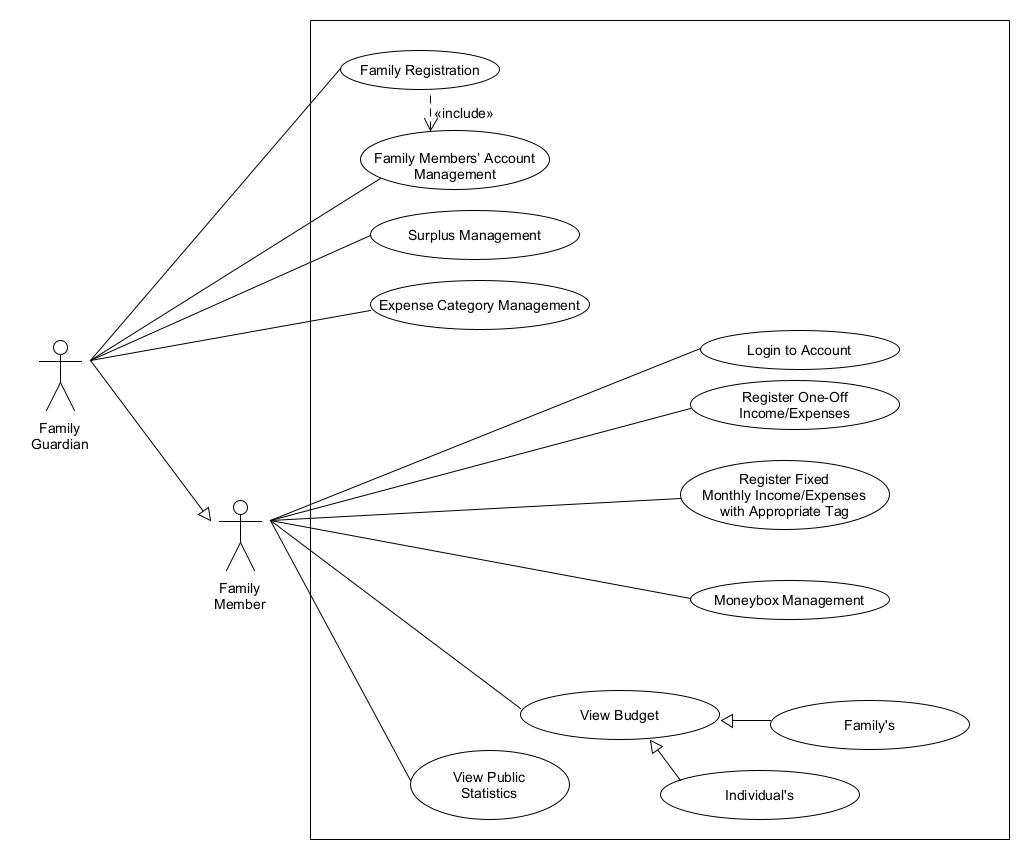 Family Registration
«include»
Family Members’ Account
Management
Surplus Management
Expense Category Management
Family
Guardian
Login to Account
Register One-Off
Income/Expenses
Register Fixed
Monthly Income/Expenses
with Appropriate Tag
Family
Member
Moneybox Management
View Budget
Family's
View Public
Statistics
Individual's